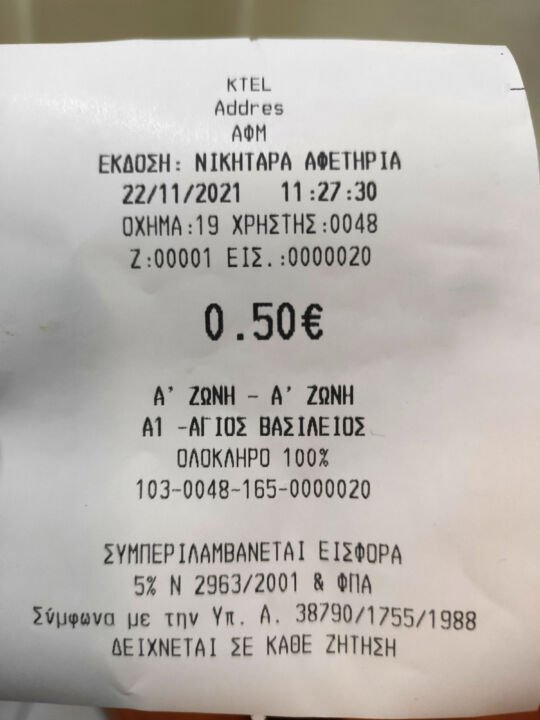 KTEL
Addres
ΑΦΜ
ΕΚΔΟΣΗ: ΝΙΚΗΤΑΡΑ ΑΦΕΤΗΡΙΑ
22/11/2021 11:27:30
ΟΧΗΜΑ:19 ΧΡΗΣΤΗΣ:0048
Ζ:00001 ΕΙΣ.:0000020
0.50€
Α' ΖΩΝΗ - Α' ΖΩΝΗ
Α1 -ΑΓΙΟΣ ΒΑΣΙΛΕΙΟΣ
ΟΛΟΚΛΗΡΟ 100%
103-0048-165-0000020
ΣΥΜΠΕΡΙΛΑΜΒΑΝΕΤΑΙ ΕΙΣΦΟΡΑ
5% Ν 2963/2001 & ΦΠΑ
Σύμφωνα με την Υπ. Α. 38790/1755/1988
ΔΕΙΧΝΕΤΑΙ ΣΕ ΚΑΘΕ ΖΗΤΗΣΗ